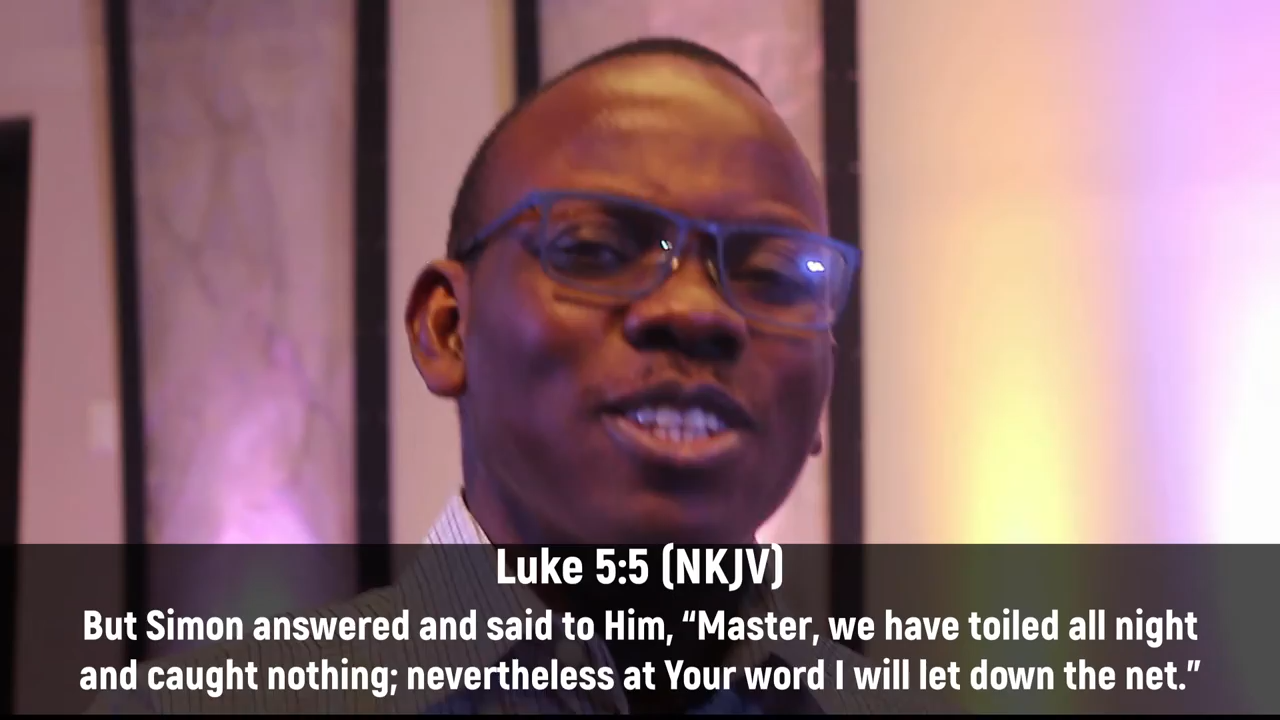 Luke 5:5 (NKJV)
But Simon answered and said to Him, “Master, we have toiled all night
and caught nothing; nevertheless at Your word I will let down the net.”